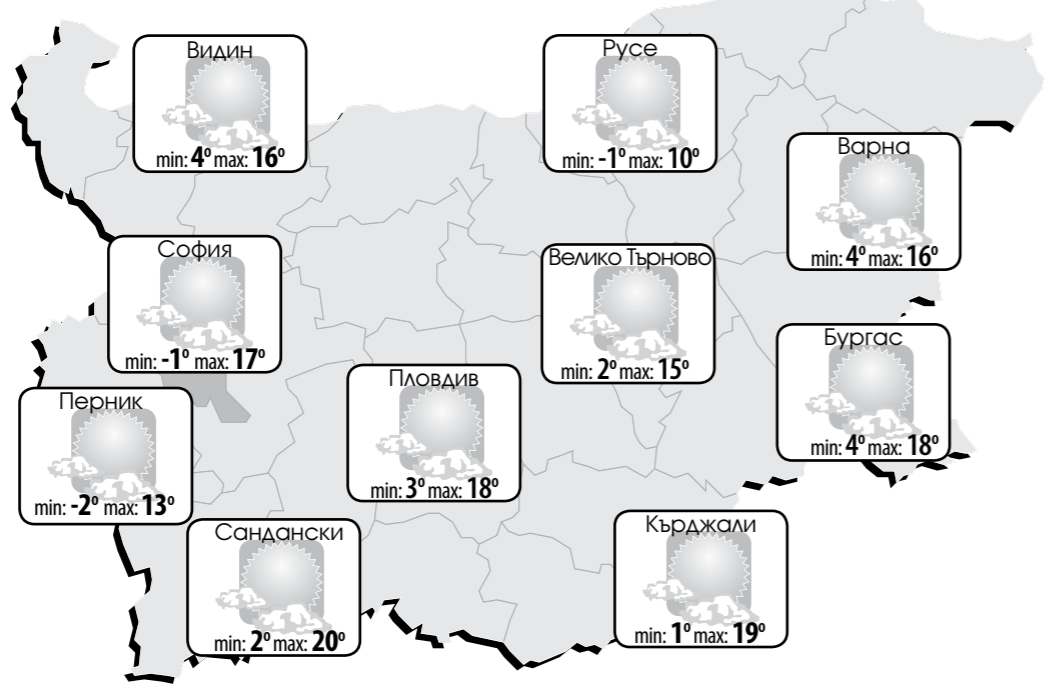 Видин
min: 4° max: 16°
Русе
min: -1° max: 10°
Варна
min: 4° max: 16°
София
min: -1° max: 17°
Велико Търново
min: 2° max: 15°
Бургас
min: 4° max: 18°
Пловдив
min: 3° max: 18°
Перник
min: -2° max: 13°
Сандански
min: 2° max: 20°
Кърджали
min: 1° max: 19°